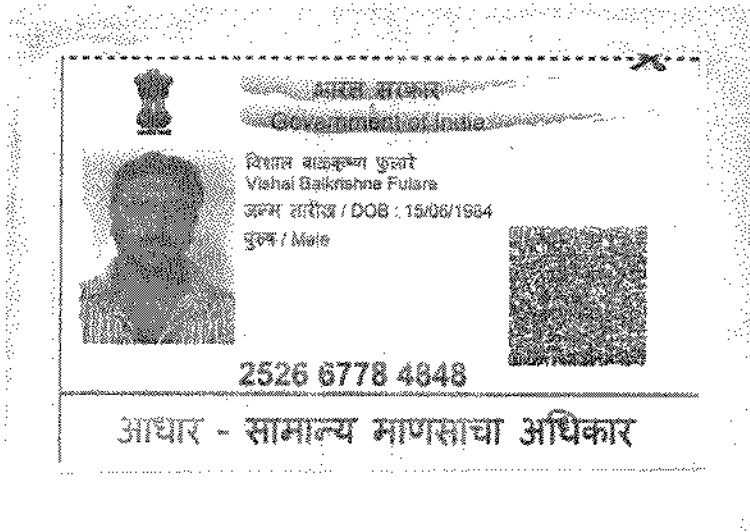 भारत सरकार
Government of India
विशाल बाळकृष्ण फुलारे
Vishal Balkrishna Fulare
जन्म तारीख / DOB : 15/06/1984
पुरुष / Male
2526 6778 4848
आधार - सामान्य माणसाचा अधिकार